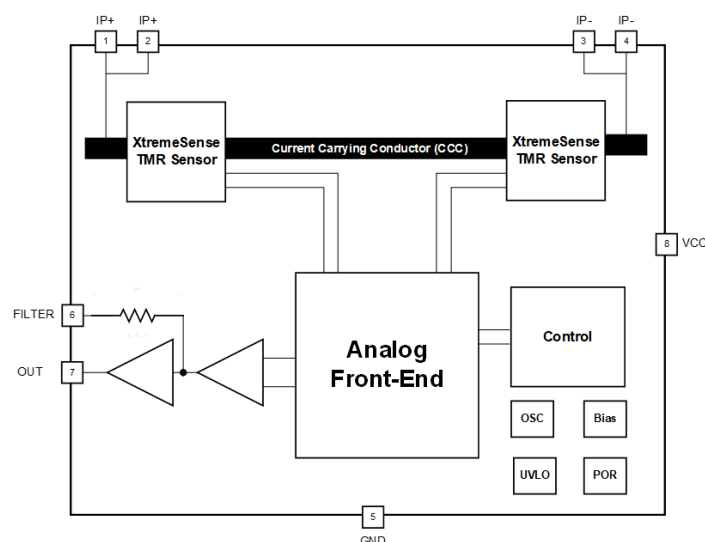 IP+ IP+ IP- IP-
1 2 3 4
XtremeSense
TMR Sensor
Current Carrying Conductor (CCC)
XtremeSense
TMR Sensor
8 VCC
FILTER 6
OUT 7
Analog
Front-End
Control
OSC Bias
UVLO POR
5
GND